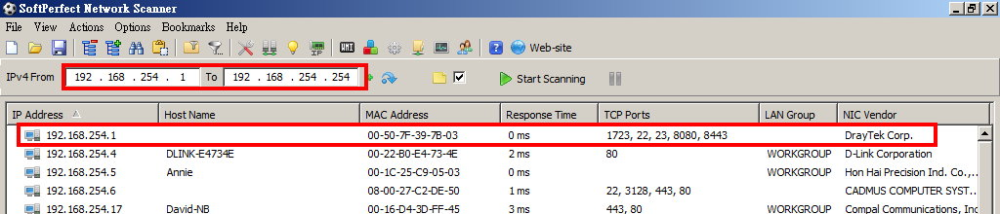 SoftPerfect Network Scanner
File View Actions Options Bookmarks Help
Web-site
IPv4 From 192 . 168 . 254 . 1 To 192 . 168 . 254 . 254 Start Scanning
IP Address Host Name MAC Address Response Time TCP Ports LAN Group NIC Vendor
192.168.254.1 00-50-7F-39-7B-03 0 ms 1723, 22, 23, 8080, 8443 DrayTek Corp.
192.168.254.4 DLINK-E4734E 00-22-B0-E4-73-4E 2 ms 80 WORKGROUP D-Link Corporation
192.168.254.5 Annie 00-1C-25-C9-05-03 0 ms WORKGROUP Hon Hai Precision Ind. Co.,...
192.168.254.6 08-00-27-C2-DE-50 1 ms 22, 3128, 443, 80 CADMUS COMPUTER SYST...
192.168.254.17 David-NB 00-16-D4-3D-FF-45 3 ms 443, 80 WORKGROUP Compal Communications, Inc